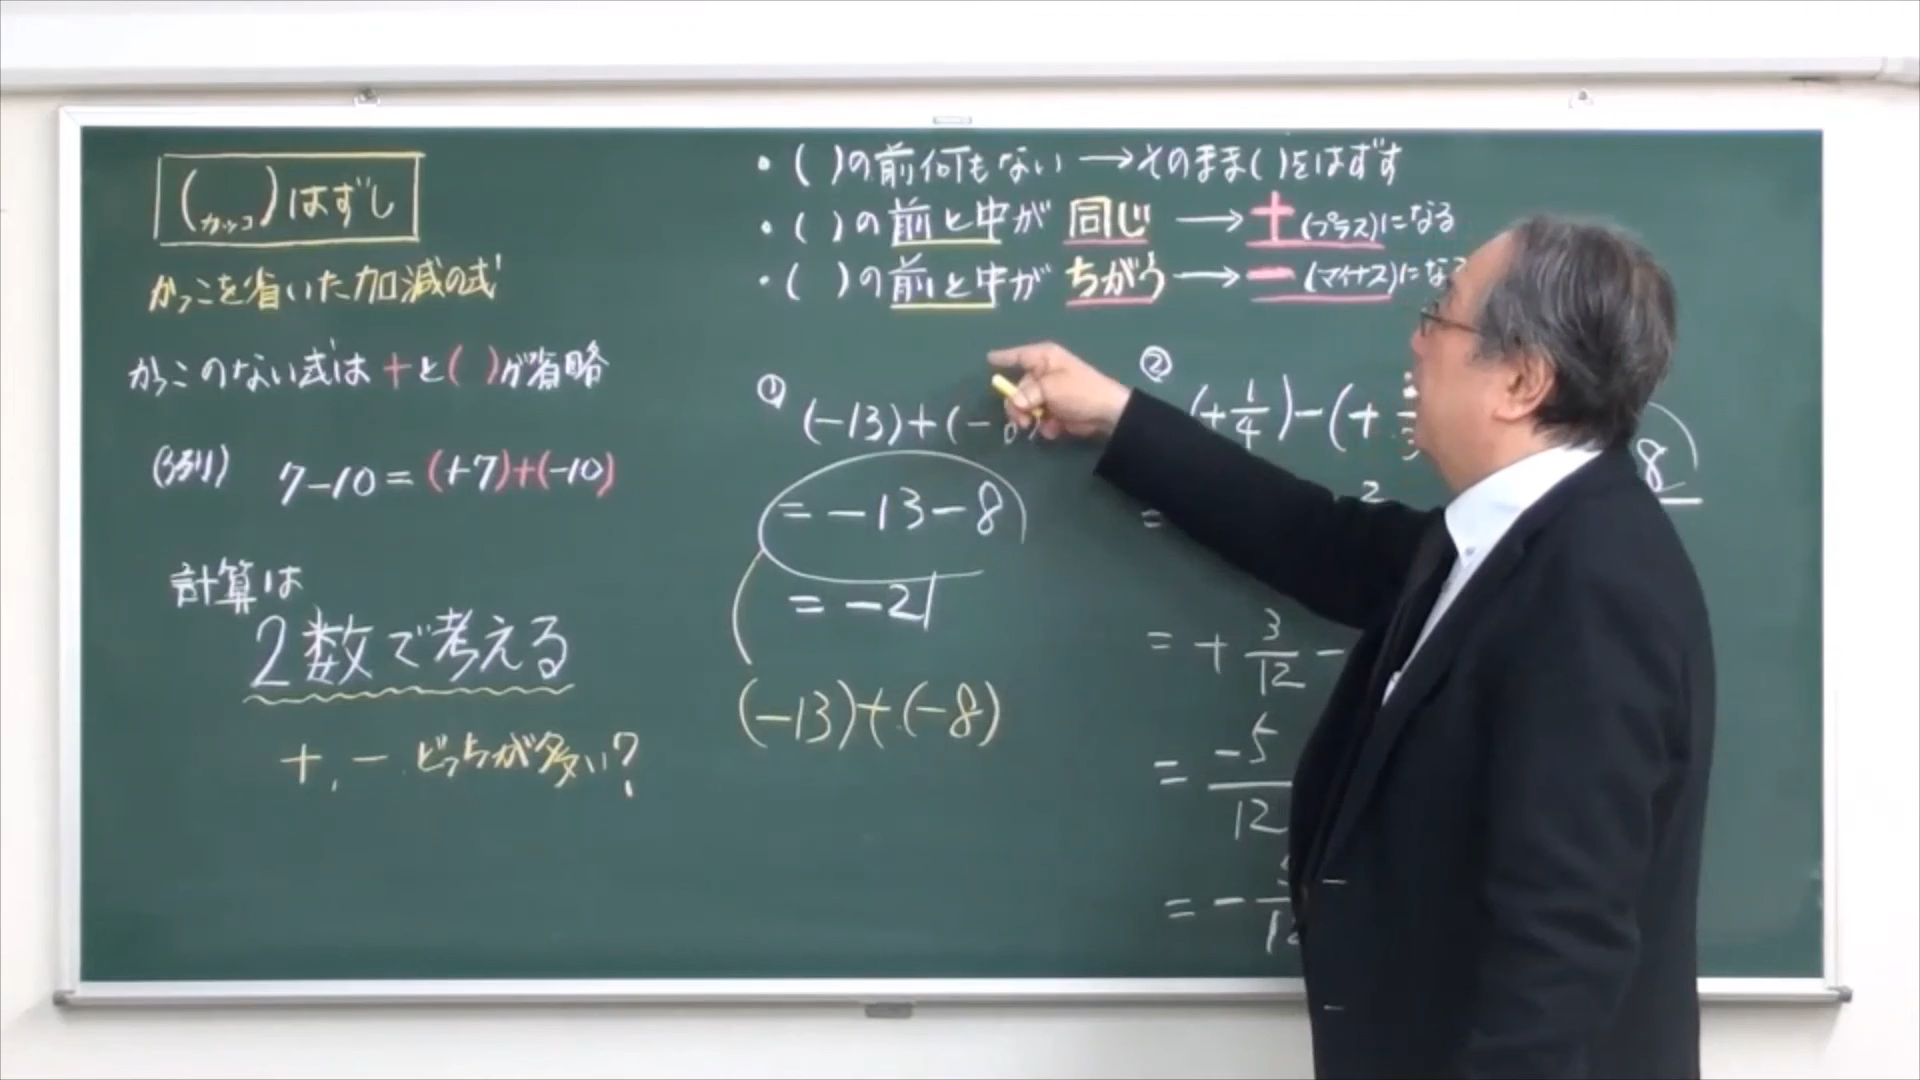 (カッコ)はずし
かっこを省いた加減の式
かっこのない式は+と( )が省略
(例) 7-10=(+7)+(-10)
計算は
2数で考える
+, - どっちが多い?
・( )の前何もない→そのまま( )をはずす
・( )の前と中が 同じ→+(プラス)になる
・( )の前と中が ちがう→-(マイナス)にな
① (-13)+(-
=-13-8
=-21
(-13)+(-8)
② (+1/4)-(+
=
2
=+3/12-
=-5/12
=-
8